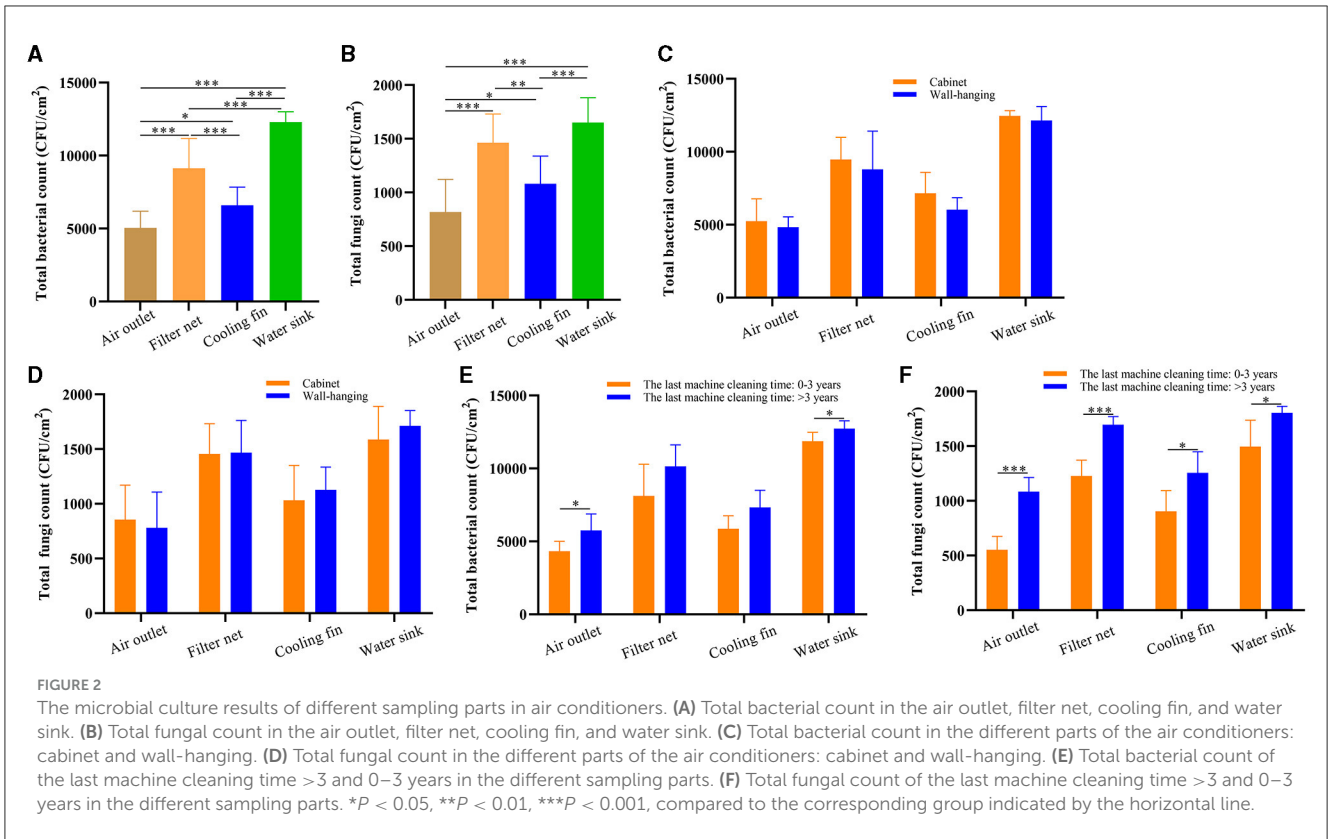 A
Total bacterial count (CFU/cm²)
15000
10000
5000
0
***
***
***
*
***
***
Air outlet
Filter net
Cooling fin
Water sink
B
Total fungi count (CFU/cm²)
2000
1500
1000
500
0
***
**
***
*
***
Air outlet
Filter net
Cooling fin
Water sink
C
Total bacterial count (CFU/cm²)
15000
10000
5000
0
Cabinet
Wall-hanging
Air outlet
Filter net
Cooling fin
Water sink
D
Total fungi count (CFU/cm²)
2000
1500
1000
500
0
Cabinet
Wall-hanging
Air outlet
Filter net
Cooling fin
Water sink
E
Total bacterial count (CFU/cm²)
15000
10000
5000
0
The last machine cleaning time: 0-3 years
The last machine cleaning time: >3 years
*
*
Air outlet
Filter net
Cooling fin
Water sink
F
Total fungi count (CFU/cm²)
2000
1500
1000
500
0
The last machine cleaning time: 0-3 years
The last machine cleaning time: >3 years
***
***
*
*
Air outlet
Filter net
Cooling fin
Water sink
FIGURE 2
The microbial culture results of different sampling parts in air conditioners. (A) Total bacterial count in the air outlet, filter net, cooling fin, and water
sink. (B) Total fungal count in the air outlet, filter net, cooling fin, and water sink. (C) Total bacterial count in the different parts of the air conditioners:
cabinet and wall-hanging. (D) Total fungal count in the different parts of the air conditioners: cabinet and wall-hanging. (E) Total bacterial count of
the last machine cleaning time >3 and 0–3 years in the different sampling parts. (F) Total fungal count of the last machine cleaning time >3 and 0–3
years in the different sampling parts. *P < 0.05, **P < 0.01, ***P < 0.001, compared to the corresponding group indicated by the horizontal line.